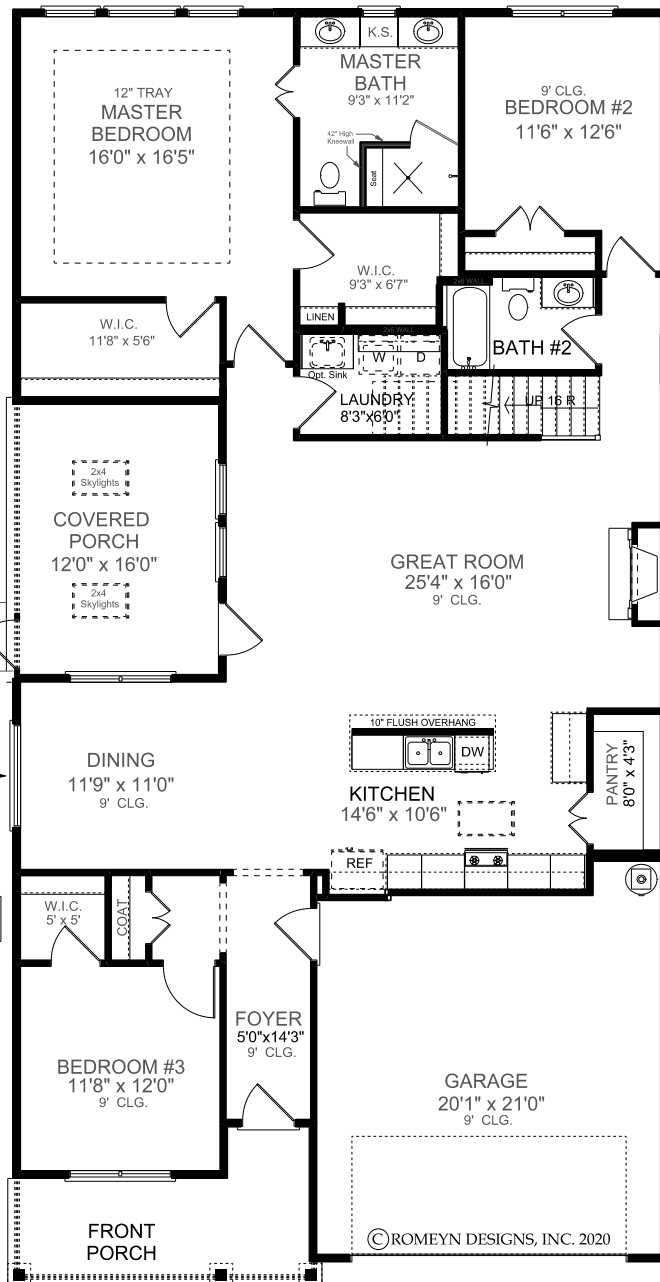 K.S.
MASTER
BATH
9'3" x 11'2"
12" TRAY
MASTER
BEDROOM
16'0" x 16'5"
9' CLG.
BEDROOM #2
11'6" x 12'6"
42" High
Kneewall
Seat
W.I.C.
9'3" x 6'7"
LINEN
2x6 WALL
W.I.C.
11'8" x 5'6"
2x6 WALL
W
D
Opt. Sink
BATH #2
LAUNDRY
8'3"x6'0"
UP 16 R
2x4
Skylights
COVERED
PORCH
12'0" x 16'0"
2x4
Skylights
GREAT ROOM
25'4" x 16'0"
9' CLG.
10" FLUSH OVERHANG
DW
DINING
11'9" x 11'0"
9' CLG.
KITCHEN
14'6" x 10'6"
PANTRY
8'0" x 4'3"
REF
W.I.C.
5' x 5'
COAT
FOYER
5'0"x14'3"
9' CLG.
BEDROOM #3
11'8" x 12'0"
9' CLG.
GARAGE
20'1" x 21'0"
9' CLG.
FRONT
PORCH
© ROMEYN DESIGNS, INC. 2020